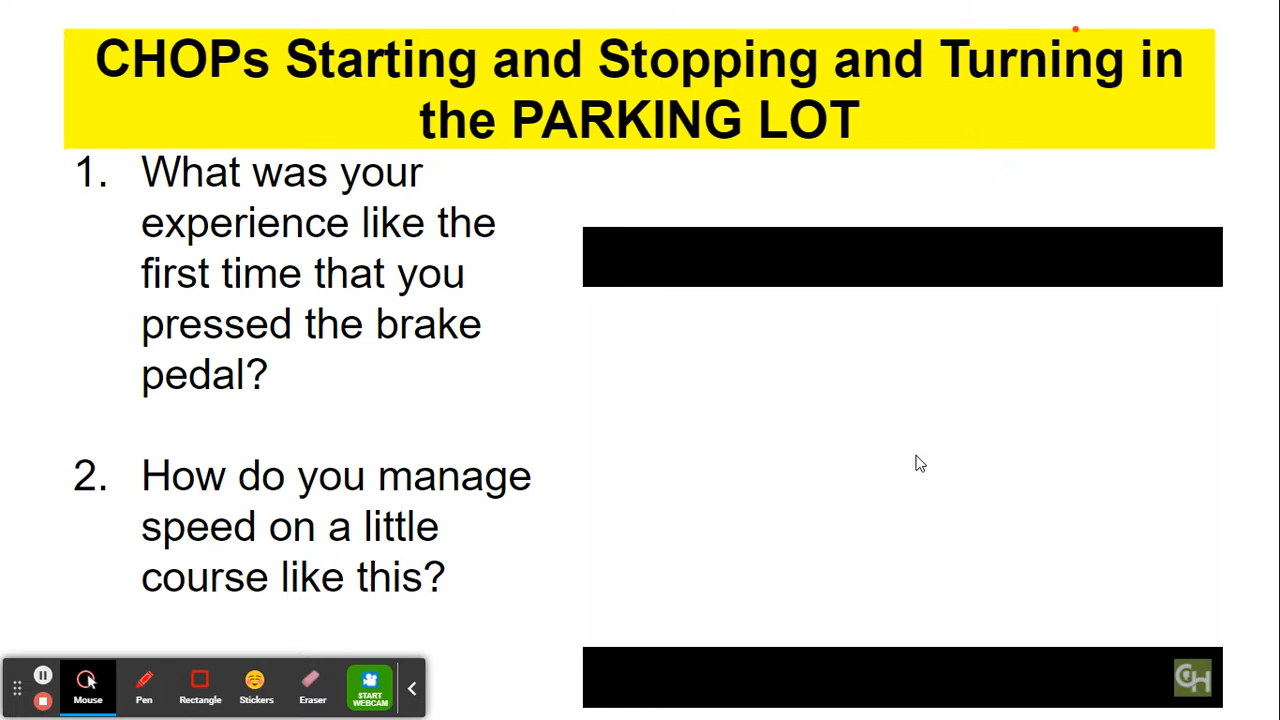 CHOPs Starting and Stopping and Turning in
the PARKING LOT
1. What was your
experience like the
first time that you
pressed the brake
pedal?
2. How do you manage
speed on a little
course like this?
Mouse
Pen
Rectangle
Stickers
Eraser
START
WEBCAM
CH